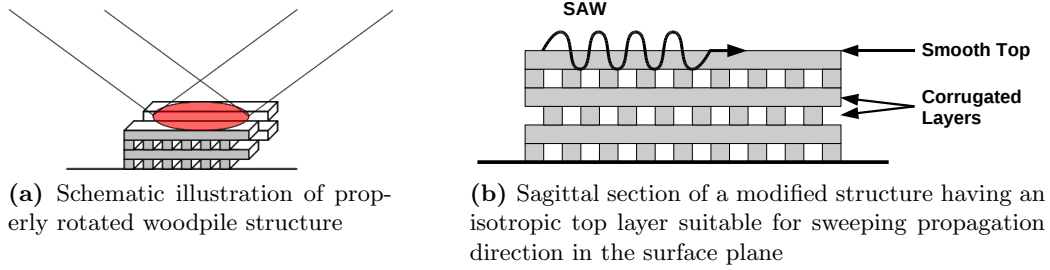 SAW
Smooth Top
Corrugated
Layers
(a) Schematic illustration of prop-
erly rotated woodpile structure
(b) Sagittal section of a modified structure having an
isotropic top layer suitable for sweeping propagation
direction in the surface plane